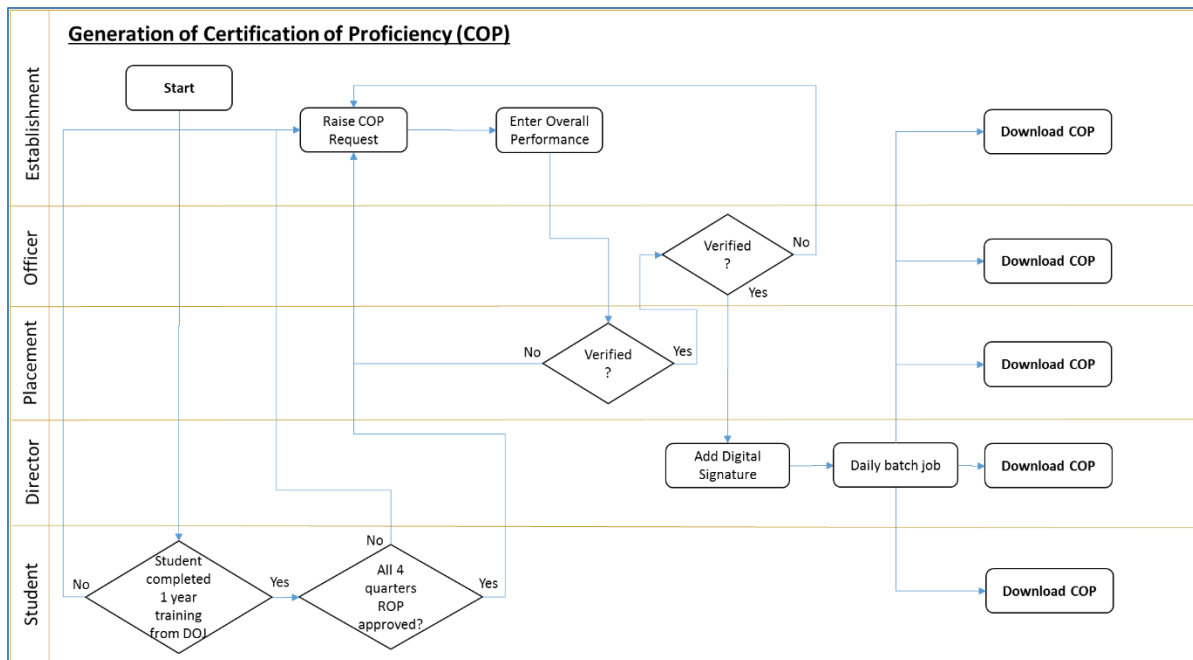 Generation of Certification of Proficiency (COP)
Establishment
Start
Raise COP
Request
Enter Overall
Performance
Download COP
Officer
Verified
?
No
Yes
Download COP
Placement
No
Verified
?
Yes
Download COP
Director
Add Digital
Signature
Daily batch job
Download COP
Student
No
Student
completed
1 year
training
from DOJ
Yes
No
All 4
quarters
ROP
approved?
Yes
Download COP